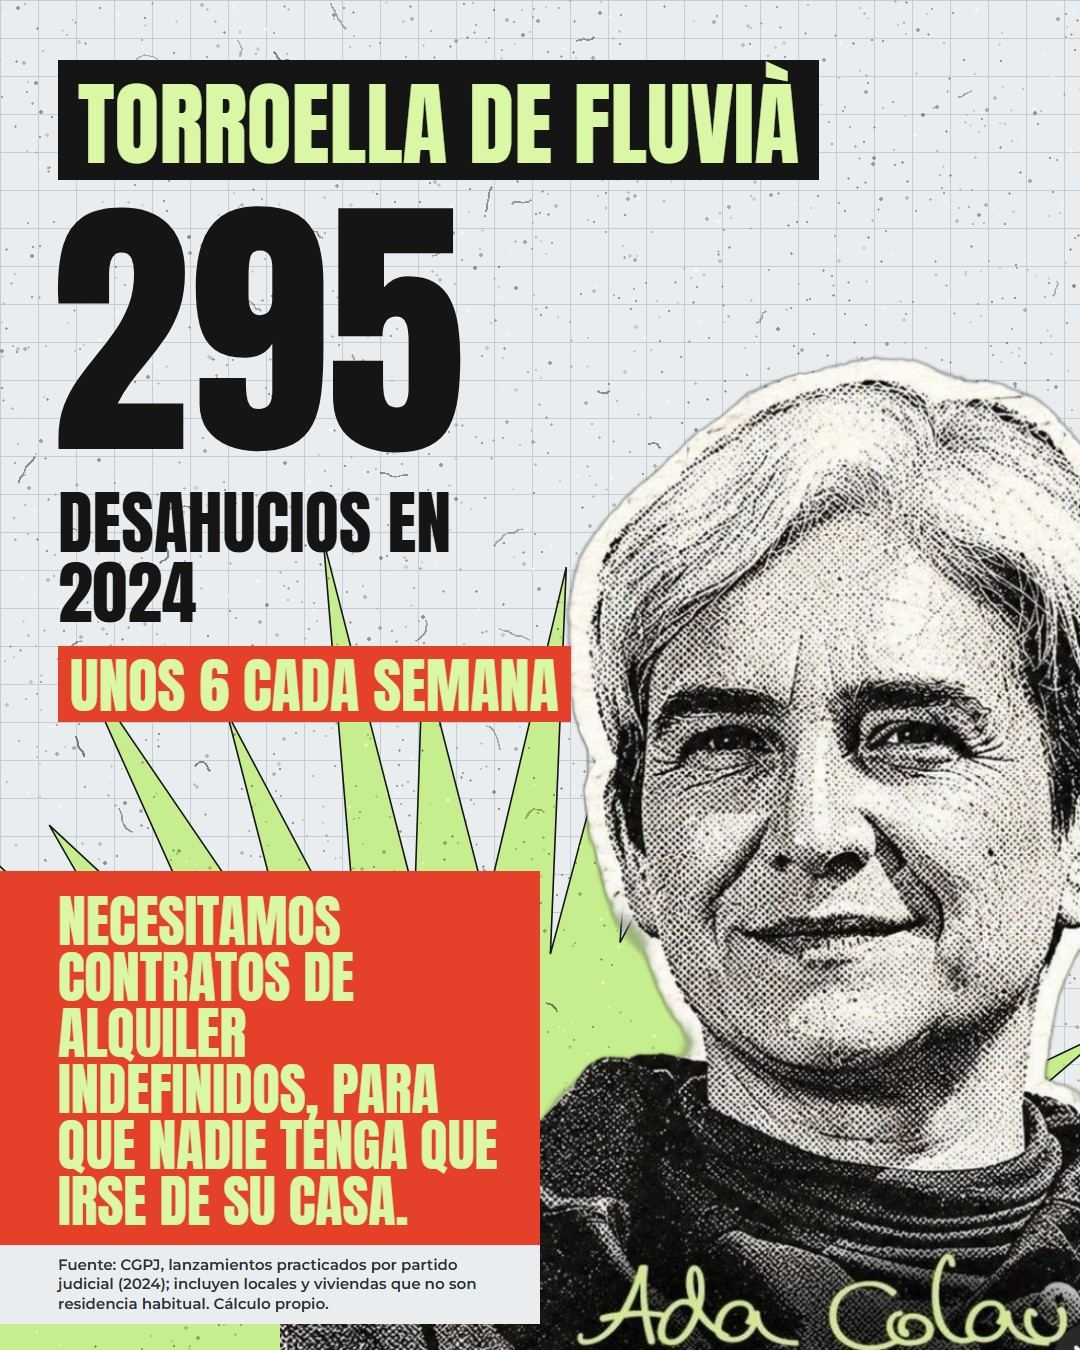 TORROELLA DE FLUVIÀ
295
DESAHUCIOS EN
2024
UNOS 6 CADA SEMANA
NECESITAMOS
CONTRATOS DE
ALQUILER
INDEFINIDOS, PARA
QUE NADIE TENGA QUE
IRSE DE SU CASA.
Fuente: CGPJ, lanzamientos practicados por partido
judicial (2024); incluyen locales y viviendas que no son
residencia habitual. Cálculo propio.
Ada Colau